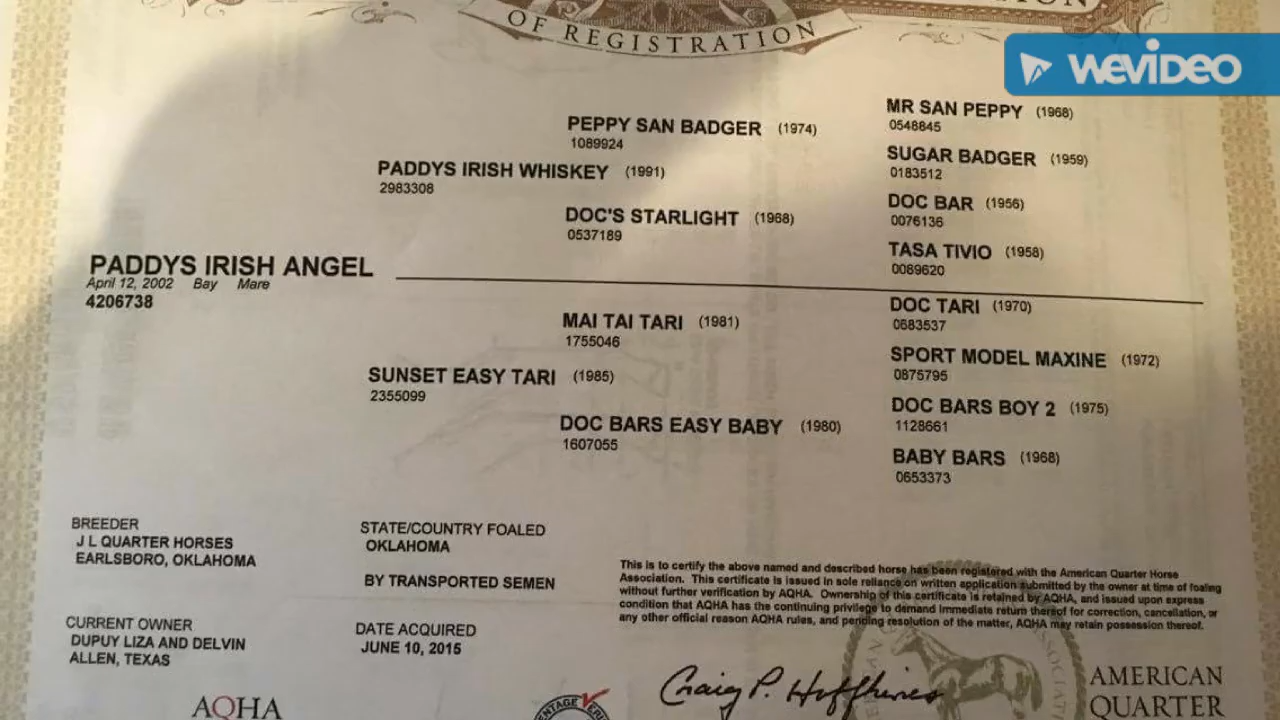 OF REGISTRATION
WEVIDEO
MR SAN PEPPY (1968)
0548845
PEPPY SAN BADGER (1974)
1089924
SUGAR BADGER (1959)
0183512
PADDYS IRISH WHISKEY (1991)
2983308
DOC BAR (1956)
0076136
DOC'S STARLIGHT (1968)
0537189
TASA TIVIO (1958)
0089620
PADDYS IRISH ANGEL
April 12, 2002 Bay Mare
4206738
DOC TARI (1970)
0683537
MAI TAI TARI (1981)
1755046
SPORT MODEL MAXINE (1972)
0875795
SUNSET EASY TARI (1985)
2355099
DOC BARS BOY 2 (1975)
1128661
DOC BARS EASY BABY (1980)
1607055
BABY BARS (1968)
0653373
BREEDER
J L QUARTER HORSES
EARLSBORO, OKLAHOMA
STATE/COUNTRY FOALED
OKLAHOMA
BY TRANSPORTED SEMEN
This is to certify the above named and described horse has been registered with the American Quarter Horse
Association. This certificate is issued in sole reliance on written application submitted by the owner at time of foaling
without further verification by AQHA. Ownership of this certificate is retained by AQHA, and issued upon express
condition that AQHA has the continuing privilege to demand immediate return thereof for correction, cancellation, or
any other official reason AQHA rules, and pending resolution of the matter, AQHA may retain possession thereof.
CURRENT OWNER
DUPUY LIZA AND DELVIN
ALLEN, TEXAS
DATE ACQUIRED
JUNE 10, 2015
AQHA
Craig P. Huffhines
AMERICAN
QUARTER